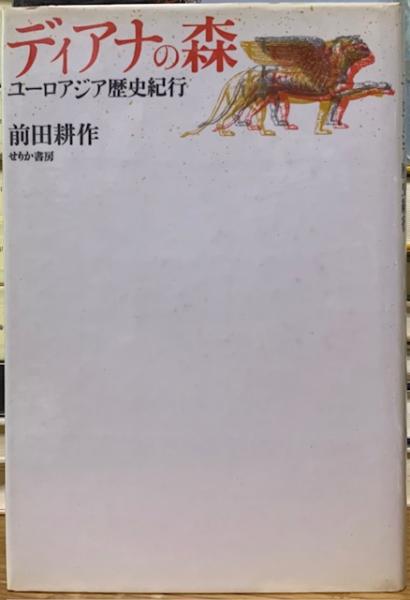 ディアナの森
ユーロアジア歴史紀行
前田耕作
せりか書房